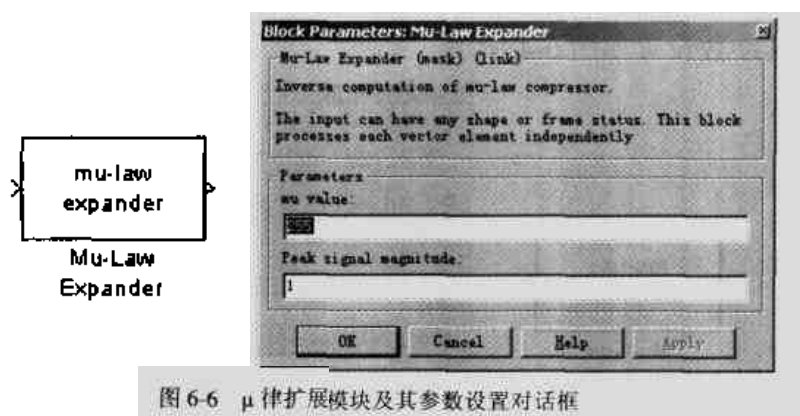 mu-law
expander
Mu-Law
Expander
Block Parameters: Mu-Law Expander
Mu-Law Expander (mask) (link)
Inverse computation of mu-law compressor.
The input can have any shape or frame status. This block
processes each vector element independently
Parameters
mu value:
255
Peak signal magnitude:
1
OK
Cancel
Help
Apply
图 6-6 μ 律扩展模块及其参数设置对话框